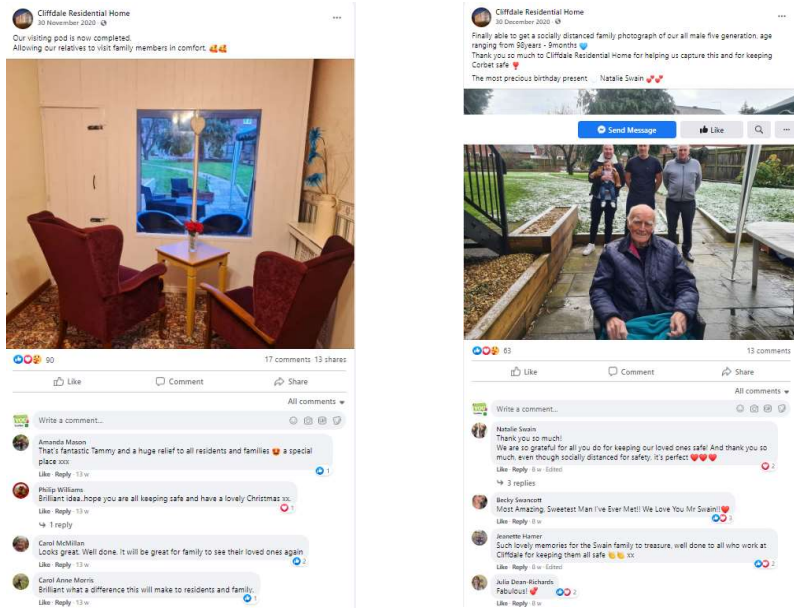 Cliffdale Residential Home
30 November 2020
Our visiting pod is now completed.
Allowing our relatives to visit family members in comfort. 🥰🥰
90
17 comments 13 shares
Like Comment Share
All comments
Write a comment...
Amanda Mason
That's fantastic Tammy and a huge relief to all residents and families 😍 a special
place xxx
Like · Reply · 13 w
1
Philip Williams
Brilliant idea..hope you are all keeping safe and have a lovely Christmas xx.
Like · Reply · 13 w
1
1 reply
Carol McMillan
Looks great. Well done. It will be great for family to see their loved ones again
Like · Reply · 13 w
2
Carol Anne Morris
Brilliant what a difference this will make to residents and family.
Like · Reply · 13 w
1
Cliffdale Residential Home
30 December 2020
Finally able to get a socially distanced family photograph of our all male five generation, age
ranging from 98years - 9months 💙
Thank you so much to Cliffdale Residential Home for helping us capture this and for keeping
Corbet safe ❣️
The most precious birthday present Natalie Swain 💕💕
Send Message Like
63
13 comments
Like Comment Share
All comments
Write a comment...
Natalie Swain
Thank you so much!
We are so grateful for all you do for keeping our loved ones safe! And thank you so
much, even though socially distanced for safety, it's perfect ❤️❤️❤️
Like · Reply · 8 w · Edited
2
3 replies
Becky Swancott
Most Amazing, Sweetest Man I've Ever Met!! We Love You Mr Swain!!❤️
Like · Reply · 8 w
3
Jeanette Hamer
Such lovely memories for the Swain family to treasure, well done to all who work at
Cliffdale for keeping them all safe 👏👏 xx
Like · Reply · 8 w · Edited
2
Julia Dean-Richards
Fabulous! 💕
Like · Reply · 8 w
2